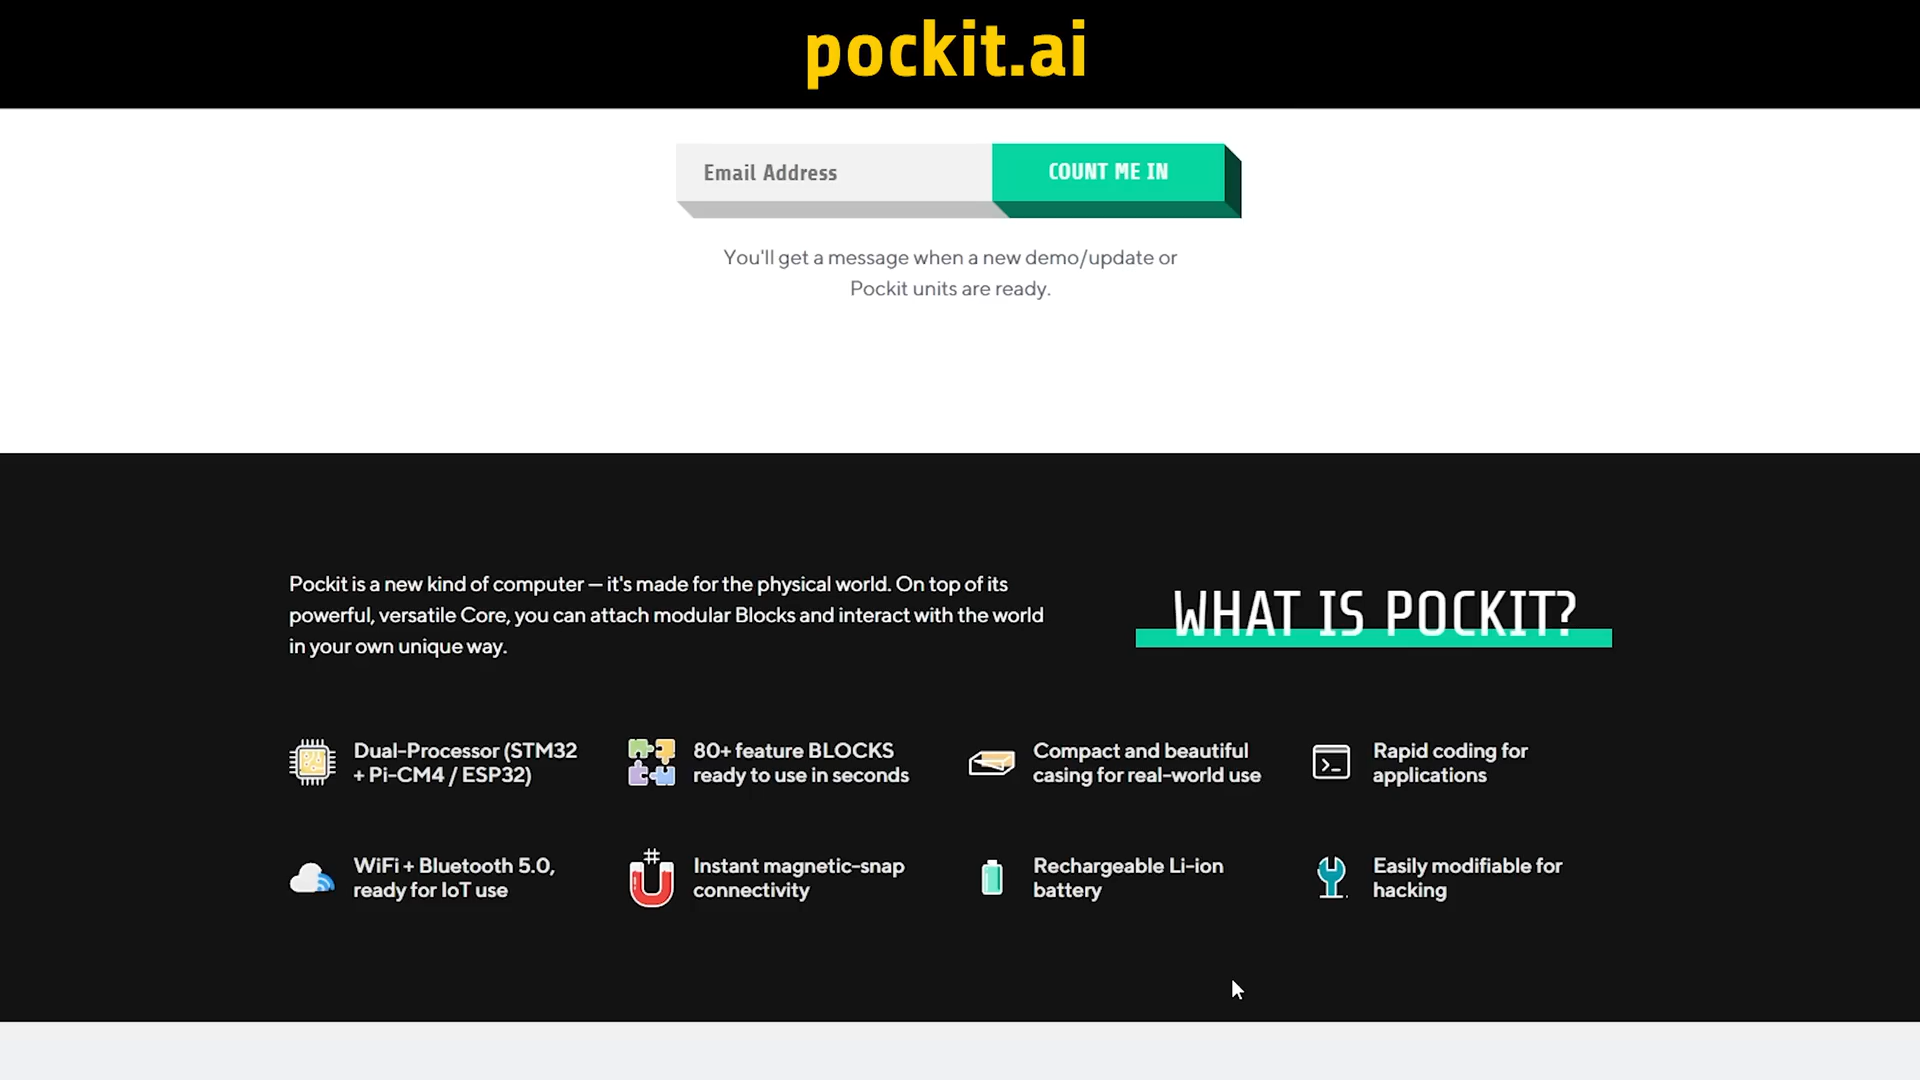 pockit.ai
Email Address
COUNT ME IN
You'll get a message when a new demo/update or
Pockit units are ready.
Pockit is a new kind of computer — it's made for the physical world. On top of its
powerful, versatile Core, you can attach modular Blocks and interact with the world
in your own unique way.
WHAT IS POCKIT?
Dual-Processor (STM32
+ Pi-CM4 / ESP32)
80+ feature BLOCKS
ready to use in seconds
Compact and beautiful
casing for real-world use
Rapid coding for
applications
WiFi + Bluetooth 5.0,
ready for IoT use
Instant magnetic-snap
connectivity
Rechargeable Li-ion
battery
Easily modifiable for
hacking